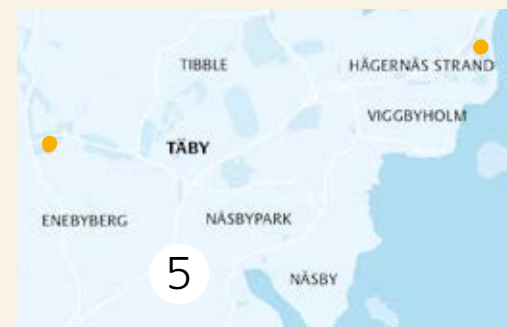 TIBBLE
HÄGERNÄS STRAND
VIGGBYHOLM
TÄBY
ENEBYBERG
NÄSBYPARK
5
NÄSBY